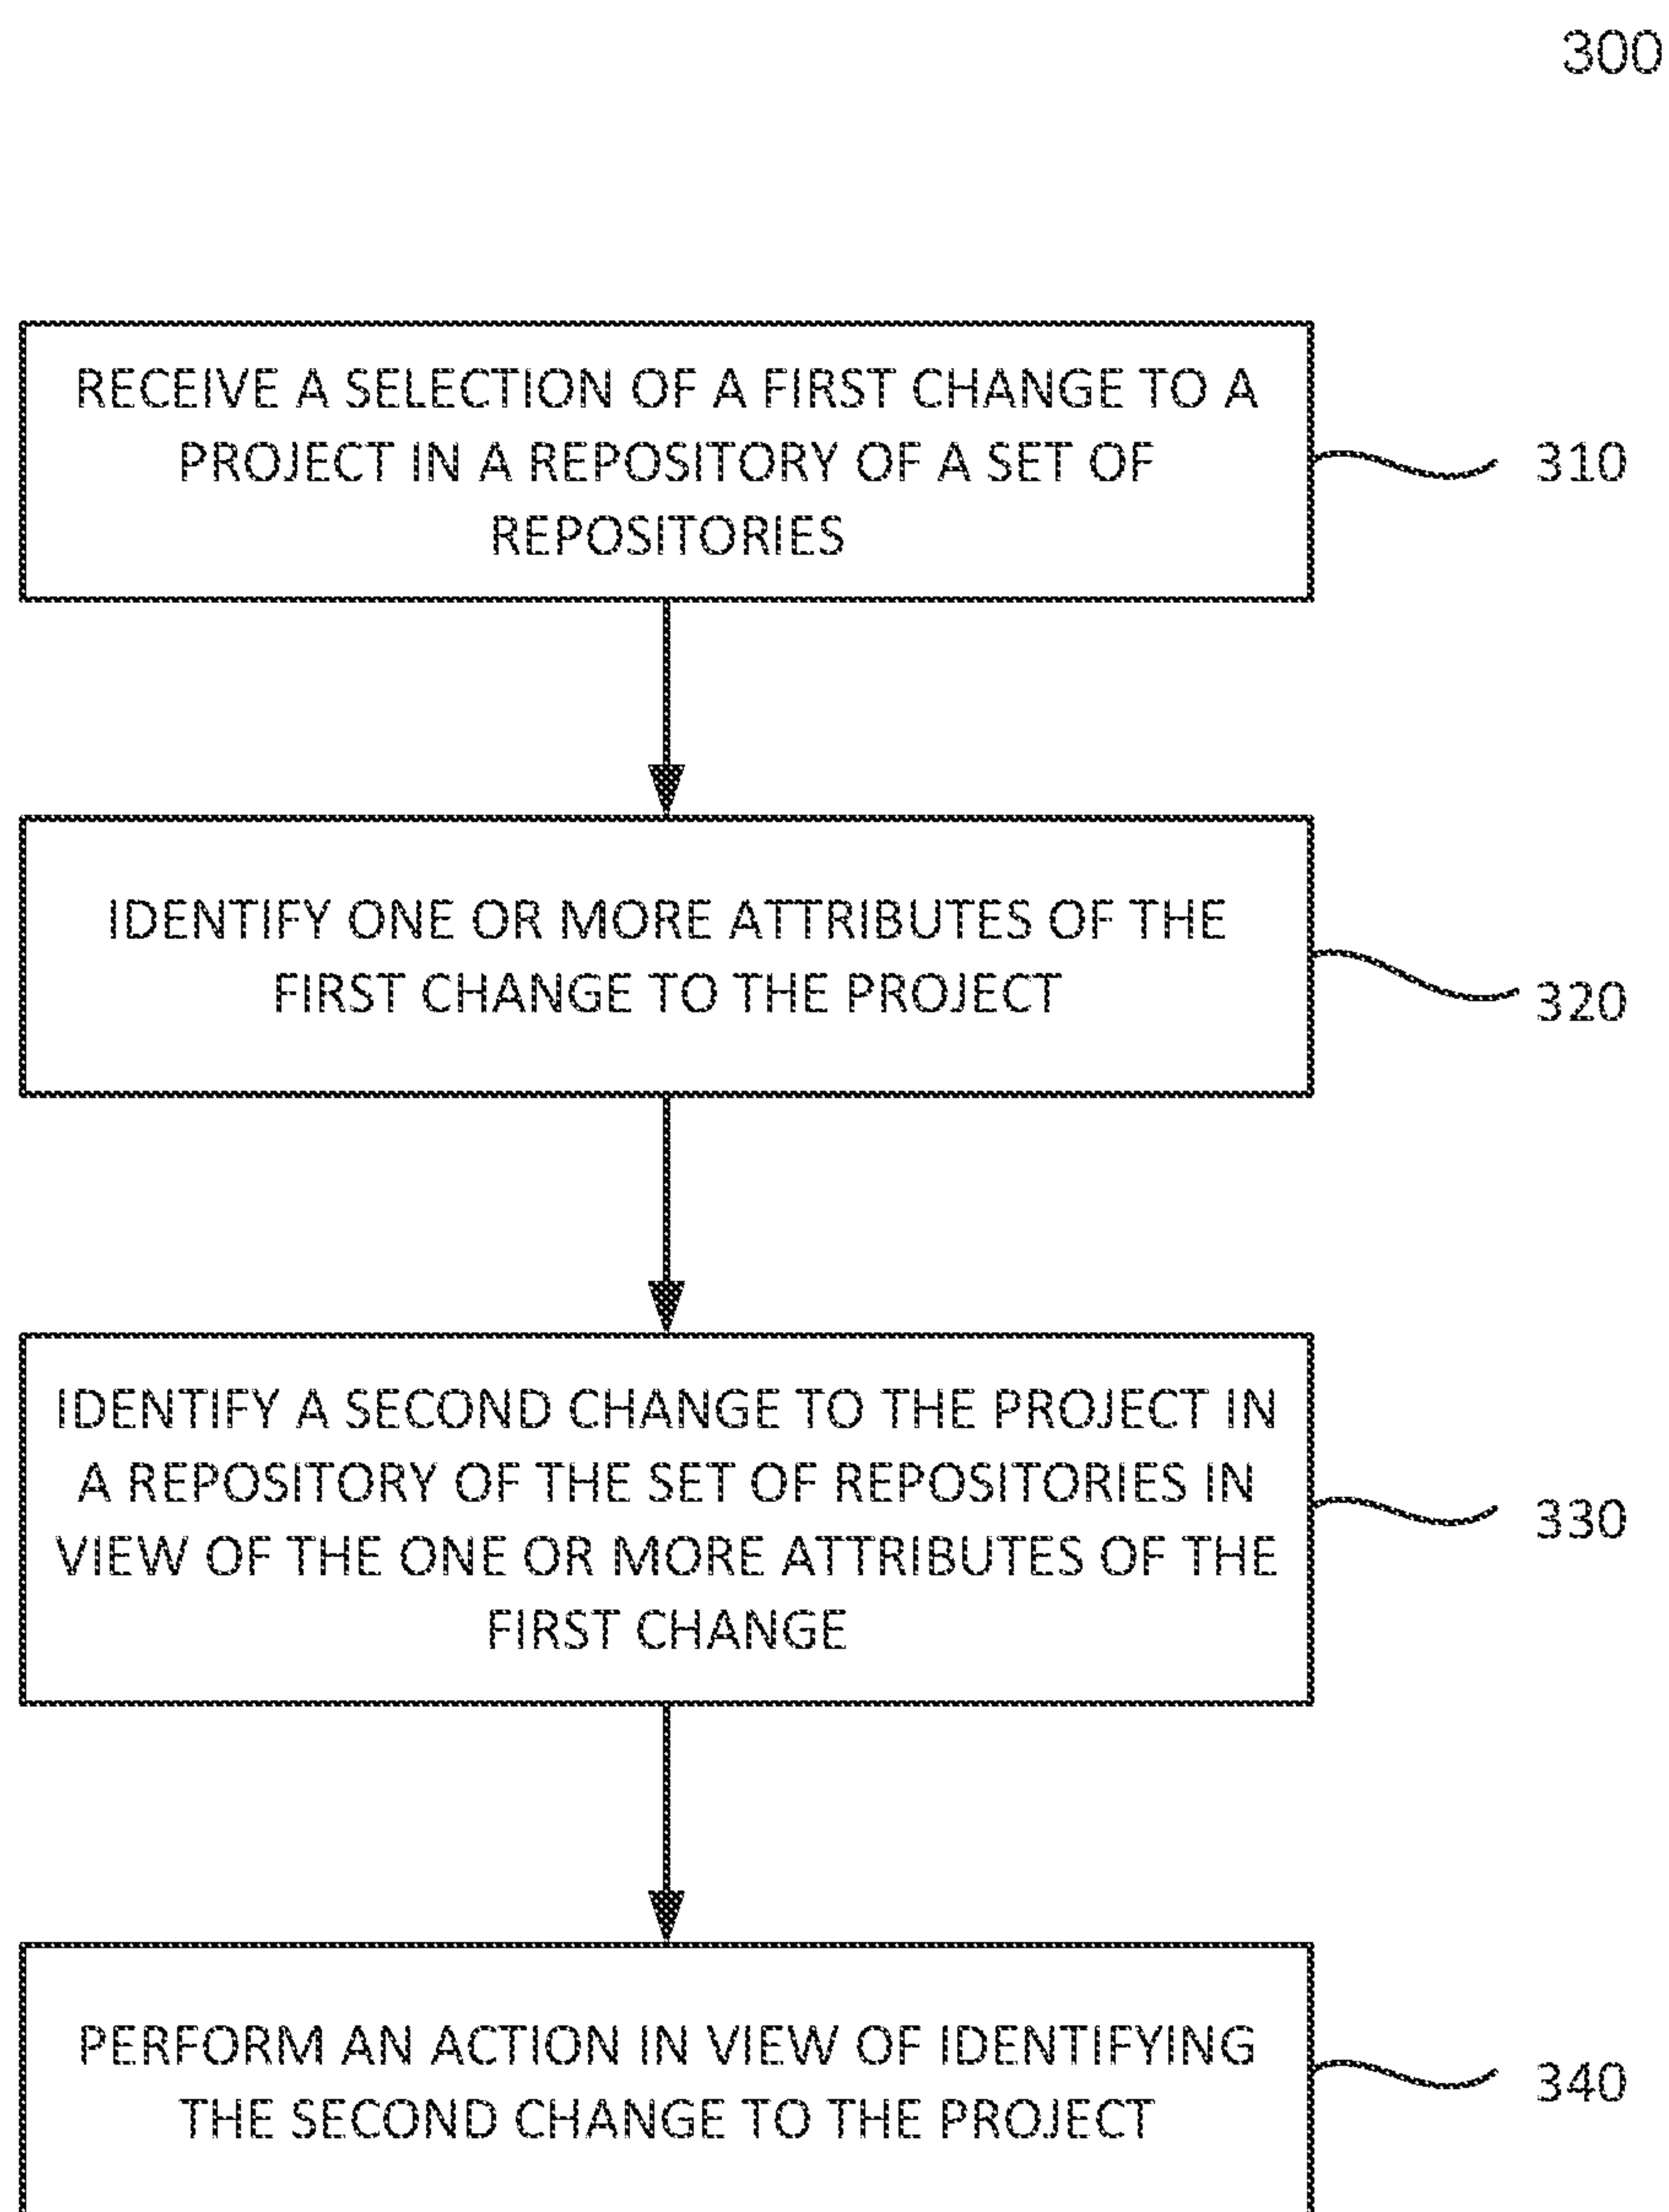 300
RECEIVE A SELECTION OF A FIRST CHANGE TO A
PROJECT IN A REPOSITORY OF A SET OF
REPOSITORIES
310
IDENTIFY ONE OR MORE ATTRIBUTES OF THE
FIRST CHANGE TO THE PROJECT
320
IDENTIFY A SECOND CHANGE TO THE PROJECT IN
A REPOSITORY OF THE SET OF REPOSITORIES IN
VIEW OF THE ONE OR MORE ATTRIBUTES OF THE
FIRST CHANGE
330
PERFORM AN ACTION IN VIEW OF IDENTIFYING
THE SECOND CHANGE TO THE PROJECT
340